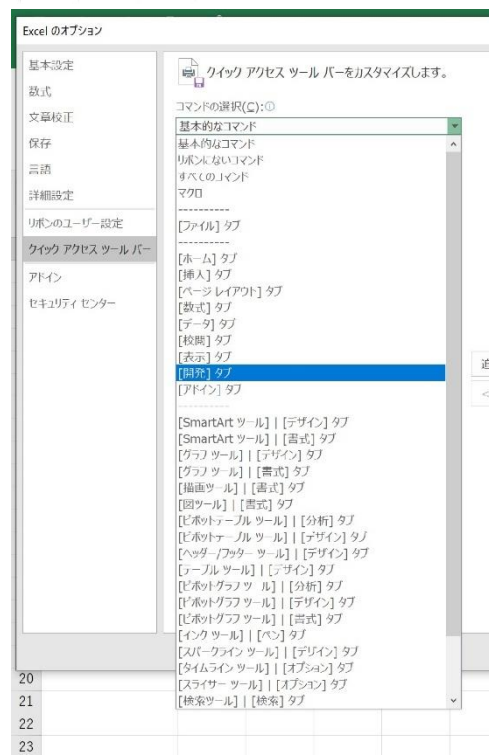 Excel のオプション
基本設定
数式
文章校正
保存
言語
詳細設定
リボンのユーザー設定
クイック アクセス ツール バー
アドイン
セキュリティ センター
クイック アクセス ツール バーをカスタマイズします。
コマンドの選択(C):
基本的なコマンド
基本的なコマンド
リボンにないコマンド
すべてのコマンド
マクロ
----------
[ファイル] タブ
----------
[ホーム] タブ
[挿入] タブ
[ページ レイアウト] タブ
[数式] タブ
[データ] タブ
[校閲] タブ
[表示] タブ
[開発] タブ
[アドイン] タブ
----------
[SmartArt ツール] | [デザイン] タブ
[SmartArt ツール] | [書式] タブ
[グラフ ツール] | [デザイン] タブ
[グラフ ツール] | [書式] タブ
[描画ツール] | [書式] タブ
[図ツール] | [書式] タブ
[ピボットテーブル ツール] | [分析] タブ
[ピボットテーブル ツール] | [デザイン] タブ
[ヘッダー/フッター ツール] | [デザイン] タブ
[テーブル ツール] | [デザイン] タブ
[ピボットグラフ ツール] | [分析] タブ
[ピボットグラフ ツール] | [デザイン] タブ
[ピボットグラフ ツール] | [書式] タブ
[インク ツール] | [ペン] タブ
[スパークライン ツール] | [デザイン] タブ
[タイムライン ツール] | [オプション] タブ
[スライサー ツール] | [オプション] タブ
[検索ツール] | [検索] タブ
追
<
20
21
22
23